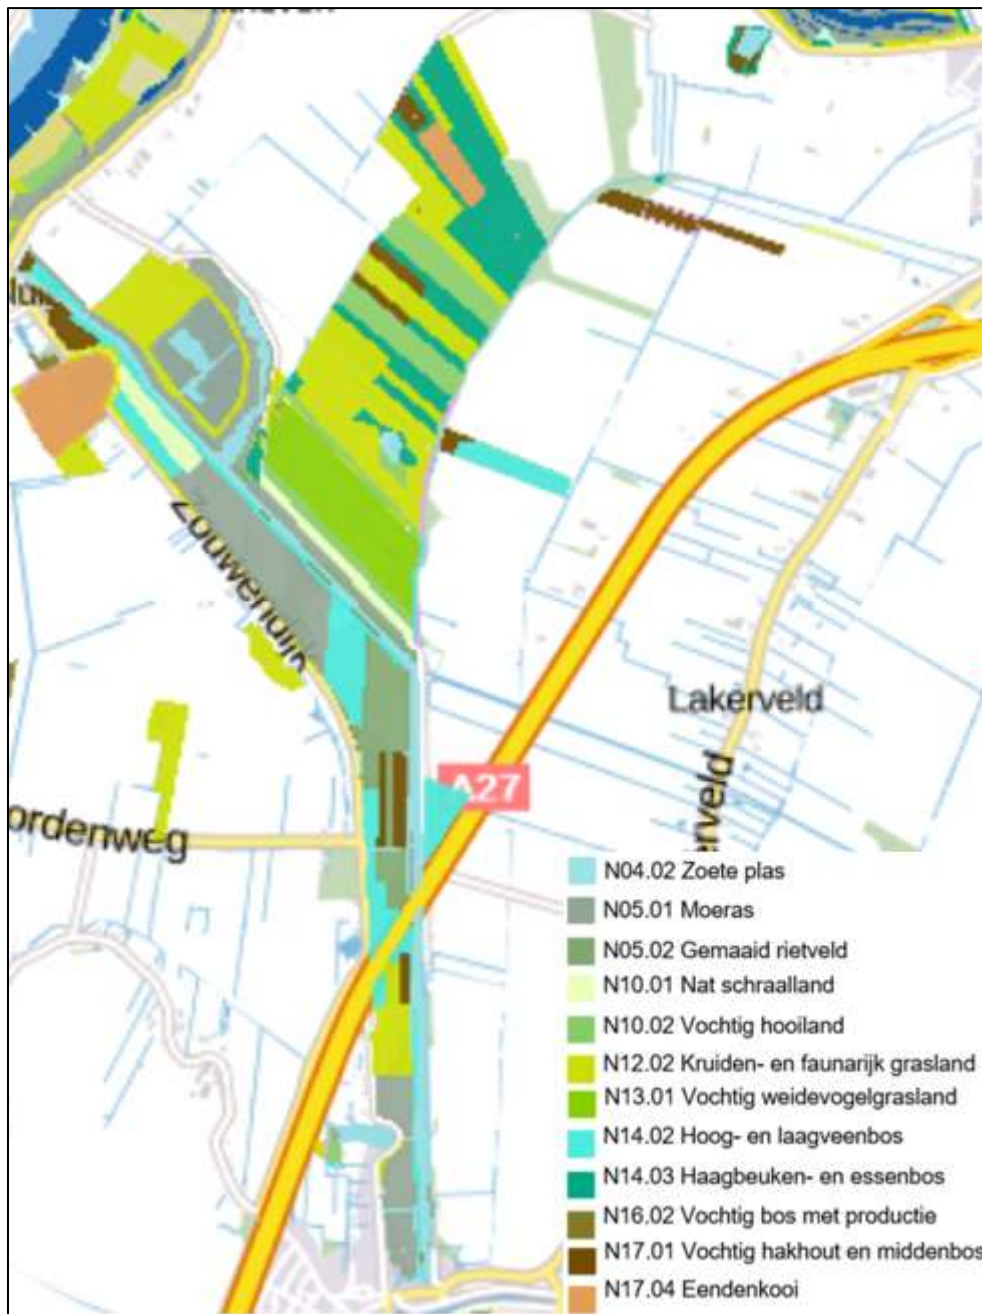 Zouwendijk
Lakerveld
A27
erveld
ordenweg
N04.02 Zoete plas
N05.01 Moeras
N05.02 Gemaaid rietveld
N10.01 Nat schraalland
N10.02 Vochtig hooiland
N12.02 Kruiden- en faunarijk grasland
N13.01 Vochtig weidevogelgrasland
N14.02 Hoog- en laagveenbos
N14.03 Haagbeuken- en essenbos
N16.02 Vochtig bos met productie
N17.01 Vochtig hakhout en middenbos
N17.04 Eendenkooi